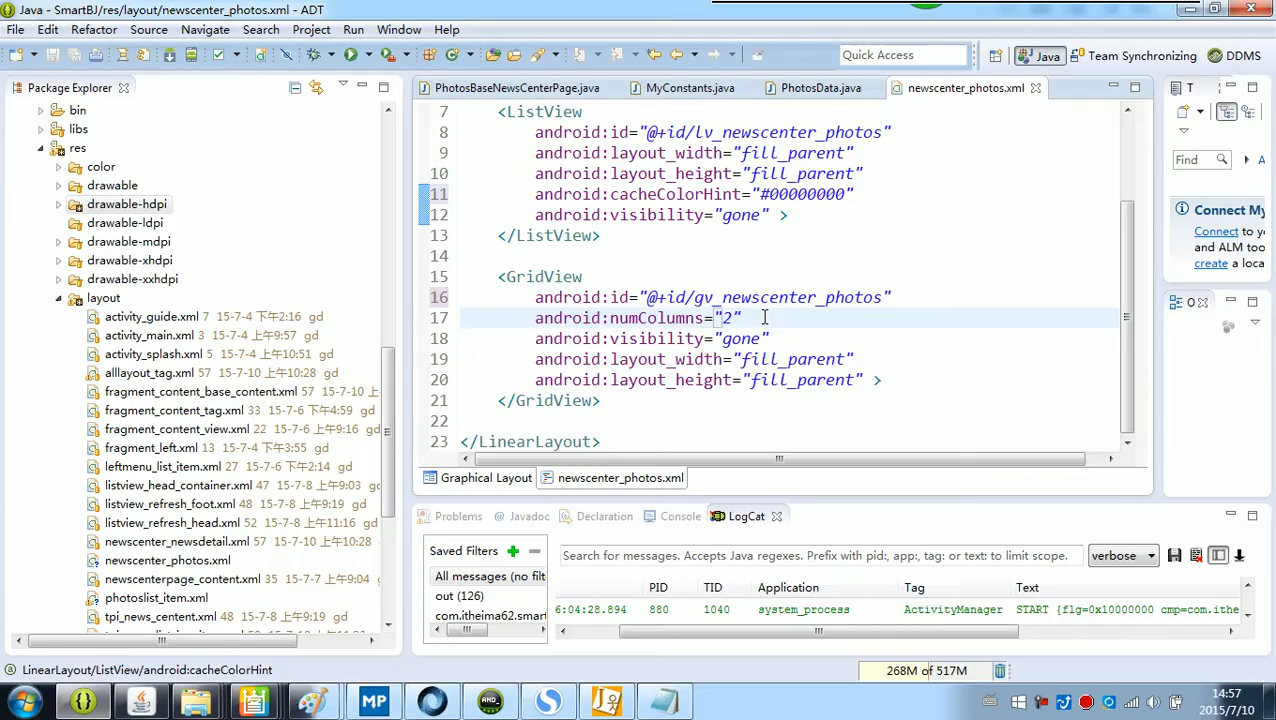 Java - SmartBJ/res/layout/newscenter_photos.xml - ADT
File Edit Refactor Source Navigate Search Project Run Window Help
Quick Access
Java
Team Synchronizing
DDMS
Package Explorer
bin
libs
res
color
drawable
drawable-hdpi
drawable-ldpi
drawable-mdpi
drawable-xhdpi
drawable-xxhdpi
layout
activity_guide.xml 7 15-7-4 下午2:16 gd
activity_main.xml 9 15-7-4 下午4:40 gd
activity_splash.xml 2 15-7-4 上午10:51 gd
alllayout_tag.xml 57 15-7-10 上午10:28 gd
fragment_content_base_content.xml 57 15-7-10
fragment_content_tag.xml 33 15-7-6 下午4:59 gd
fragment_content_view.xml 22 15-7-6 上午9:16 gd
fragment_left.xml 13 15-7-4 下午3:55 gd
leftmenu_list_item.xml 27 15-7-6 下午2:14 gd
listview_head_container.xml 47 15-7-8 上午9:03 gd
listview_refresh_foot.xml 48 15-7-8 上午9:31 gd
listview_refresh_head.xml 52 15-7-8 上午11:16 gd
newscenter_newsdetail.xml 57 15-7-10 上午10:28
newscenter_photos.xml
newscenterpage_content.xml 35 15-7-7 上午9:04
photoslist_item.xml
tpi_news_content.xml 48 15-7-8 上午9:31 gd
PhotosBaseNewsCenterPage.java
MyConstants.java
PhotosData.java
newscenter_photos.xml
7 <ListView
8 android:id="@+id/lv_newscenter_photos"
9 android:layout_width="fill_parent"
10 android:layout_height="fill_parent"
11 android:cacheColorHint="#00000000"
12 android:visibility="gone" >
13 </ListView>
14
15 <GridView
16 android:id="@+id/gv_newscenter_photos"
17 android:numColumns="2"
18 android:visibility="gone"
19 android:layout_width="fill_parent"
20 android:layout_height="fill_parent" >
21 </GridView>
22
23 </LinearLayout>
Graphical Layout
newscenter_photos.xml
T
Find
A
Connect My
Connect to yo
and ALM too
create a loca
O
Problems
Javadoc
Declaration
Console
LogCat
Saved Filters
All messages (no filt
out (126)
com.itheima62.smart
Search for messages. Accepts Java regexes. Prefix with pid:, app:, tag: or text: to limit scope.
verbose
PID TID Application Tag Text
6:04:28.894 880 1040 system_process ActivityManager START {flg=0x10000000 cmp=com.ithe
LinearLayout/ListView/android:cacheColorHint
268M of 517M
MP
AND
14:57
2015/7/10